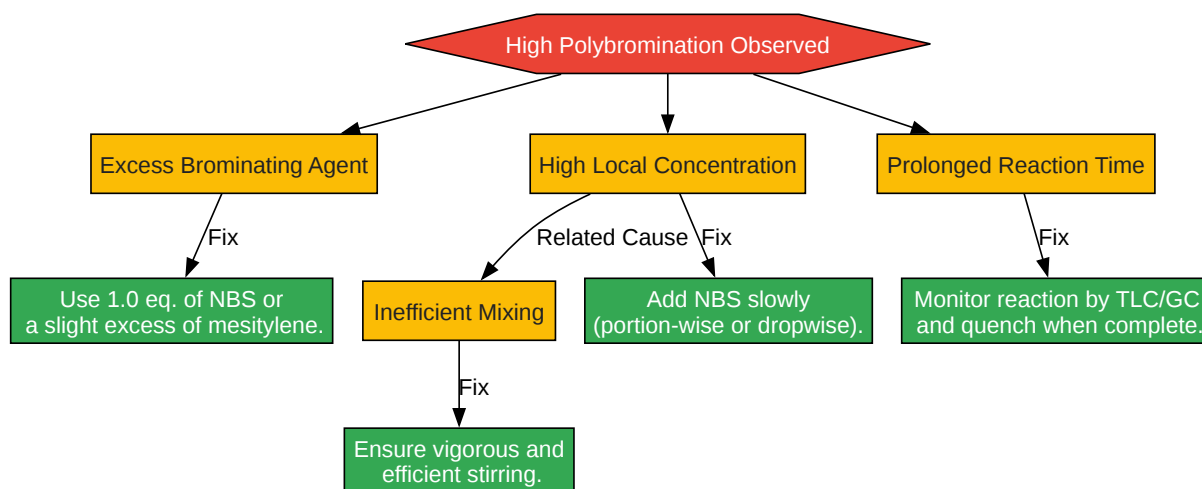 High Polybromination Observed
Excess Brominating Agent
High Local Concentration
Prolonged Reaction Time
Fix
Related Cause
Fix
Fix
Use 1.0 eq. of NBS or
a slight excess of mesitylene.
Inefficient Mixing
Add NBS slowly
(portion-wise or dropwise).
Monitor reaction by TLC/GC
and quench when complete.
Fix
Ensure vigorous and
efficient stirring.